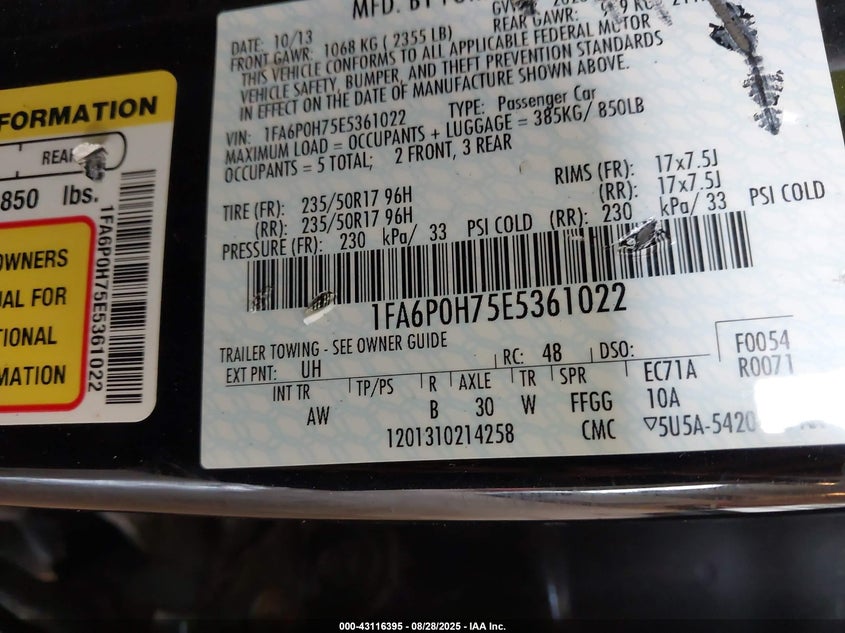 MFD. BY
DATE: 10/13
FRONT GAWR: 1068 KG ( 2355 LB)
REAR GAWR:
THIS VEHICLE CONFORMS TO ALL APPLICABLE FEDERAL MOTOR
VEHICLE SAFETY, BUMPER, AND THEFT PREVENTION STANDARDS
IN EFFECT ON THE DATE OF MANUFACTURE SHOWN ABOVE.
VIN: 1FA6P0H75E5361022 TYPE: Passenger Car
MAXIMUM LOAD = OCCUPANTS + LUGGAGE = 385KG/ 850LB
OCCUPANTS = 5 TOTAL; 2 FRONT, 3 REAR
TIRE (FR): 235/50R17 96H RIMS (FR): 17x7.5J
(RR): 235/50R17 96H (RR): 17x7.5J
PRESSURE (FR): 230 kPa/ 33 PSI COLD (RR): 230 kPa/ 33 PSI COLD
1FA6P0H75E5361022
TRAILER TOWING - SEE OWNER GUIDE
EXT PNT: UH RC: 48 DSO: F0054
R0071
INT TR TP/PS R AXLE TR SPR EC71A
AW B 30 W FFGG 10A
1201310214258 CMC ▽5U5A-5420
FORMATION
850 lbs.
1FA6P0H75E5361022
OWNERS
UAL FOR
TIONAL
MATION
000-43116395 - 08/28/2025 - IAA Inc.